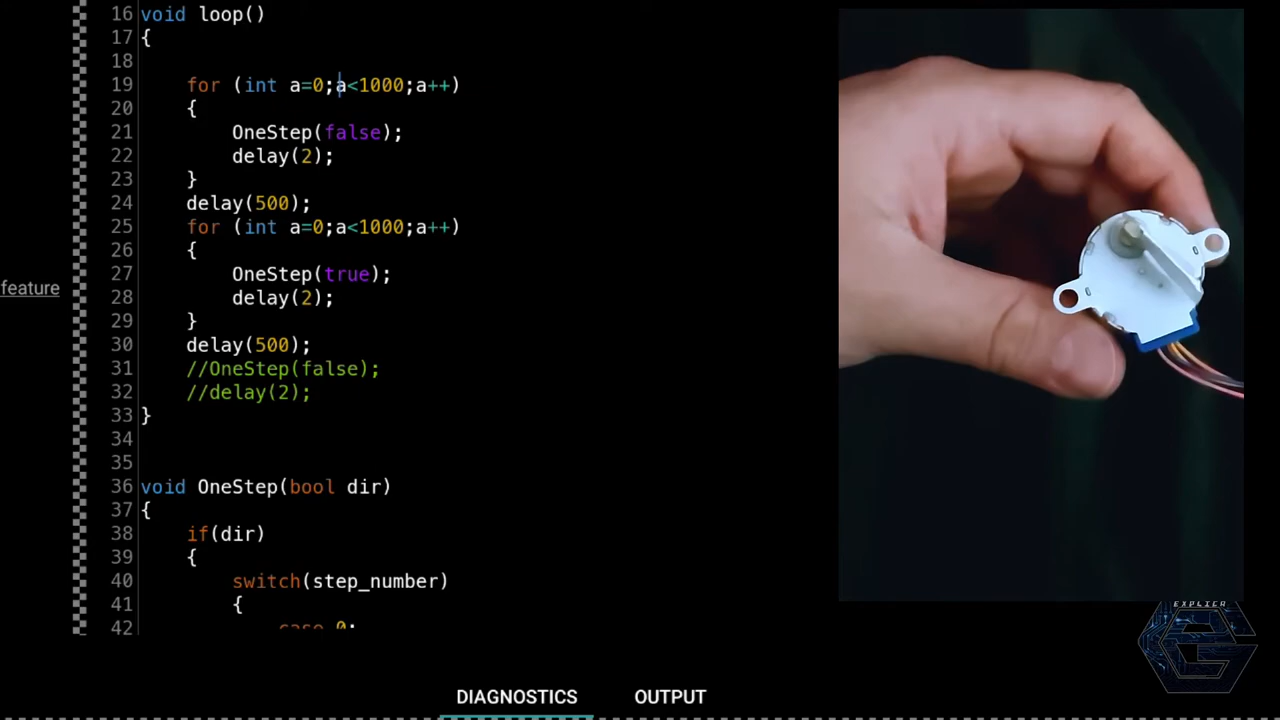 16 void loop()
17 {
18
19 for (int a=0;a<1000;a++)
20 {
21 OneStep(false);
22 delay(2);
23 }
24 delay(500);
25 for (int a=0;a<1000;a++)
26 {
27 OneStep(true);
28 delay(2);
29 }
30 delay(500);
31 //OneStep(false);
32 //delay(2);
33 }
34
35
36 void OneStep(bool dir)
37 {
38 if(dir)
39 {
40 switch(step_number)
41 {
42 case 0:
feature
EXPLIER
DIAGNOSTICS OUTPUT